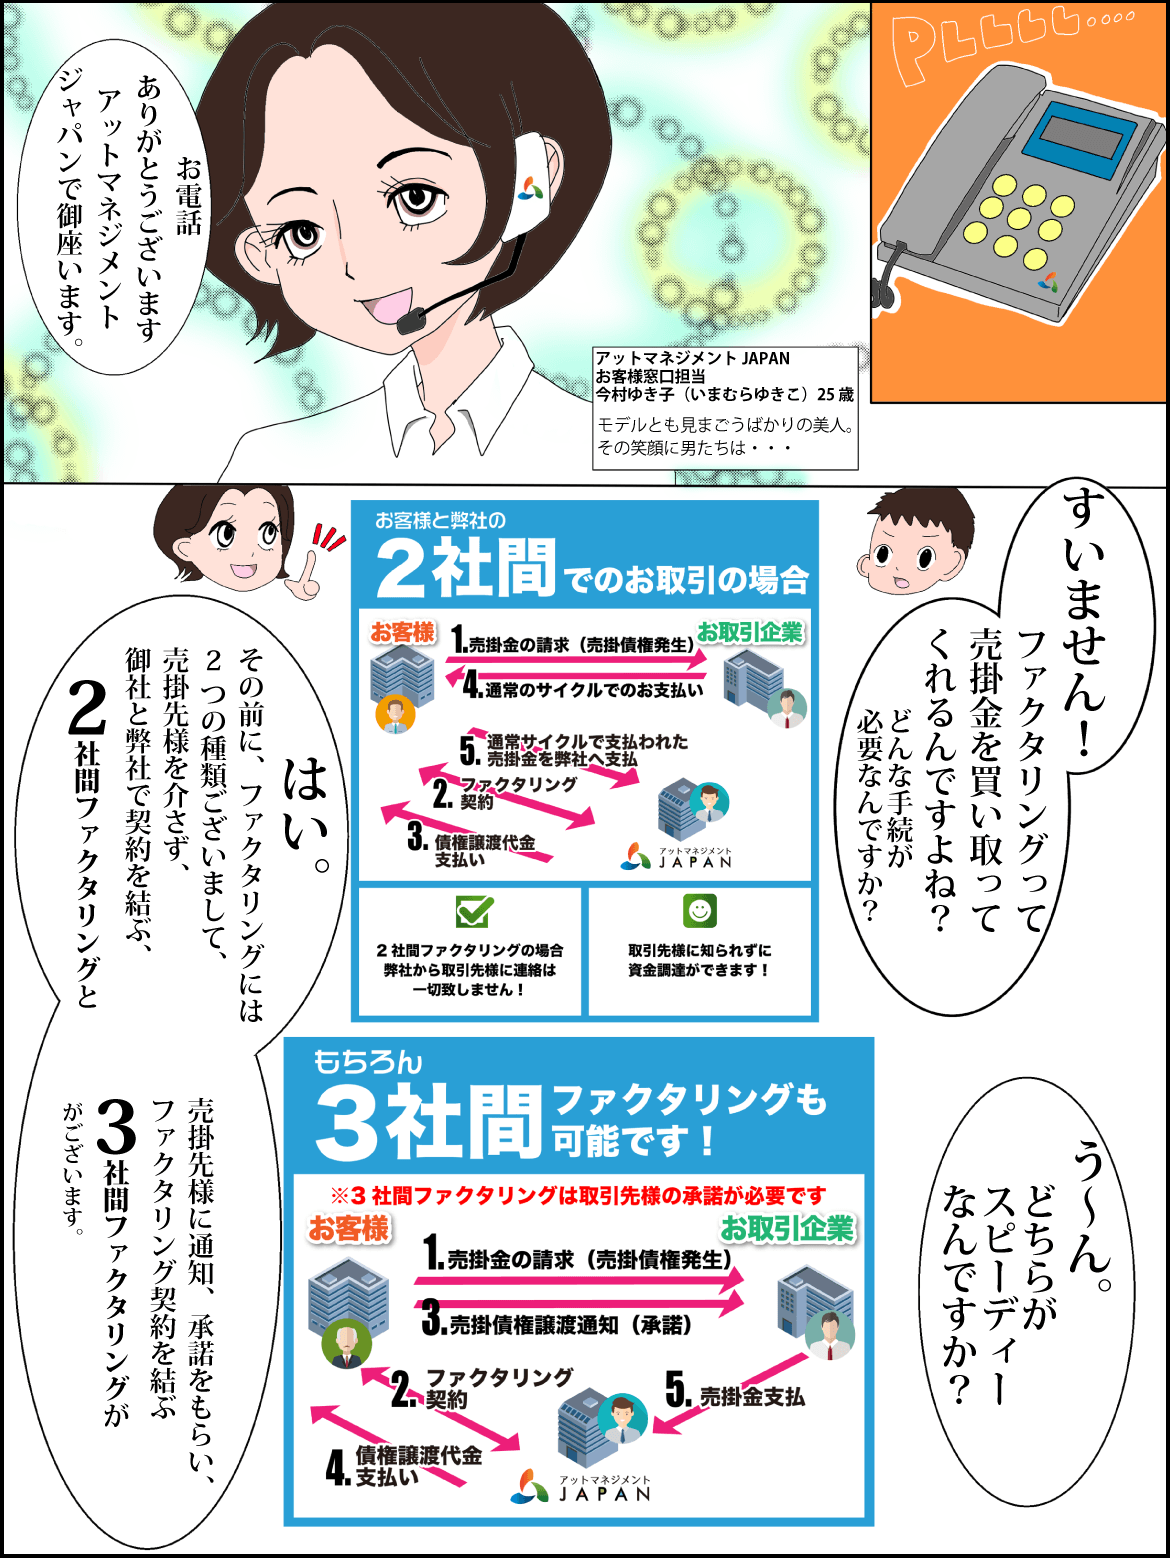 PLLLLL‥‥
お電話
ありがとうございます
アットマネジメント
ジャパンで御座います。
アットマネジメント JAPAN
お客様窓口担当
今村ゆき子（いまむらゆきこ）25 歳
モデルとも見まごうばかりの美人。
その笑顔に男たちは・・・
すいません！
ファクタリングって
売掛金を買い取って
くれるんですよね？
どんな手続が
必要なんですか？
お客様と弊社の
2社間でのお取引の場合
お客様
お取引企業
1.売掛金の請求（売掛債権発生）
4.通常のサイクルでのお支払い
5.通常サイクルで支払われた
売掛金を弊社へ支払
2.ファクタリング
契約
3.債権譲渡代金
支払い
アットマネジメント
JAPAN
2 社間ファクタリングの場合
弊社から取引先様に連絡は
一切致しません！
取引先様に知られずに
資金調達ができます！
はい。
その前に、ファクタリングには
2 つの種類ございまして、
売掛先様を介さず、
御社と弊社で契約を結ぶ、
2社間ファクタリングと
売掛先様に通知、承諾をもらい、
ファクタリング契約を結ぶ
3社間ファクタリングが
がございます。
もちろん
3社間ファクタリングも
可能です！
※3 社間ファクタリングは取引先様の承諾が必要です
お客様
お取引企業
1.売掛金の請求（売掛債権発生）
3.売掛債権譲渡通知（承諾）
2.ファクタリング
契約
5.売掛金支払
4.債権譲渡代金
支払い
アットマネジメント
JAPAN
う〜ん。
どちらが
スピーディー
なんですか？